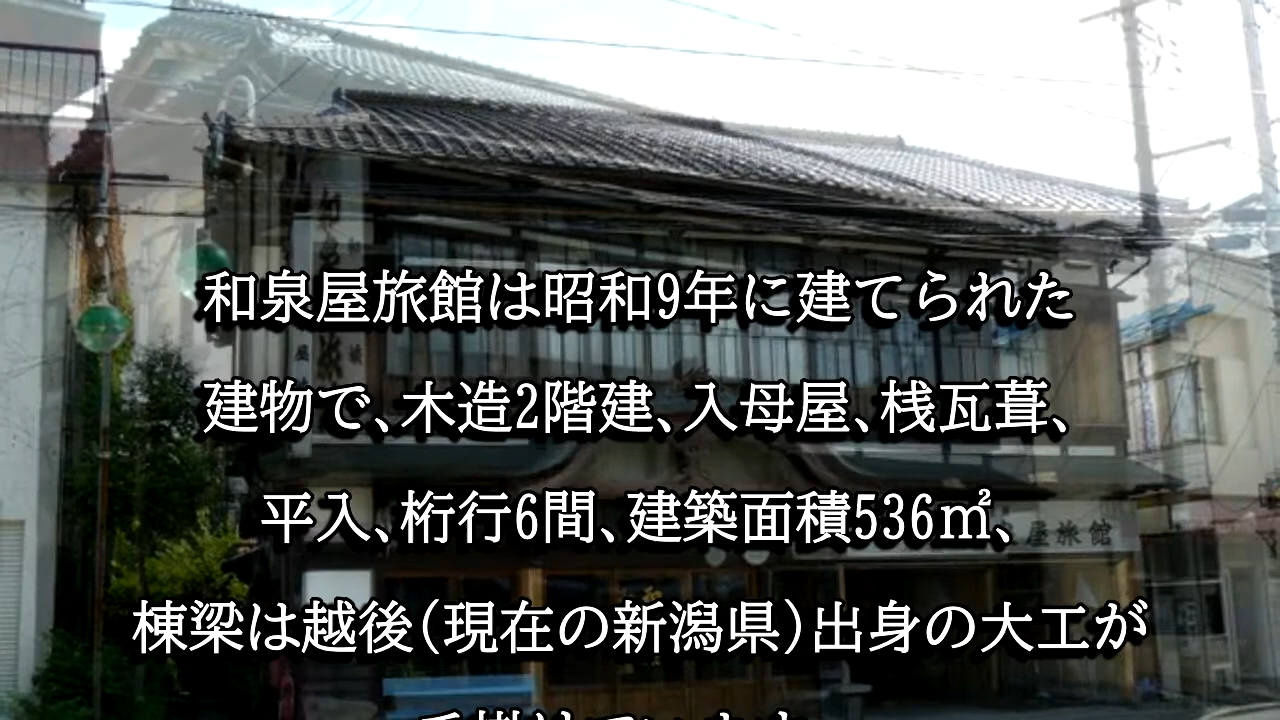 和泉屋旅館は昭和9年に建てられた
建物で、木造2階建、入母屋、桟瓦葺、
平入、桁行6間、建築面積536㎡、
屋旅館
棟梁は越後(現在の新潟県)出身の大工が